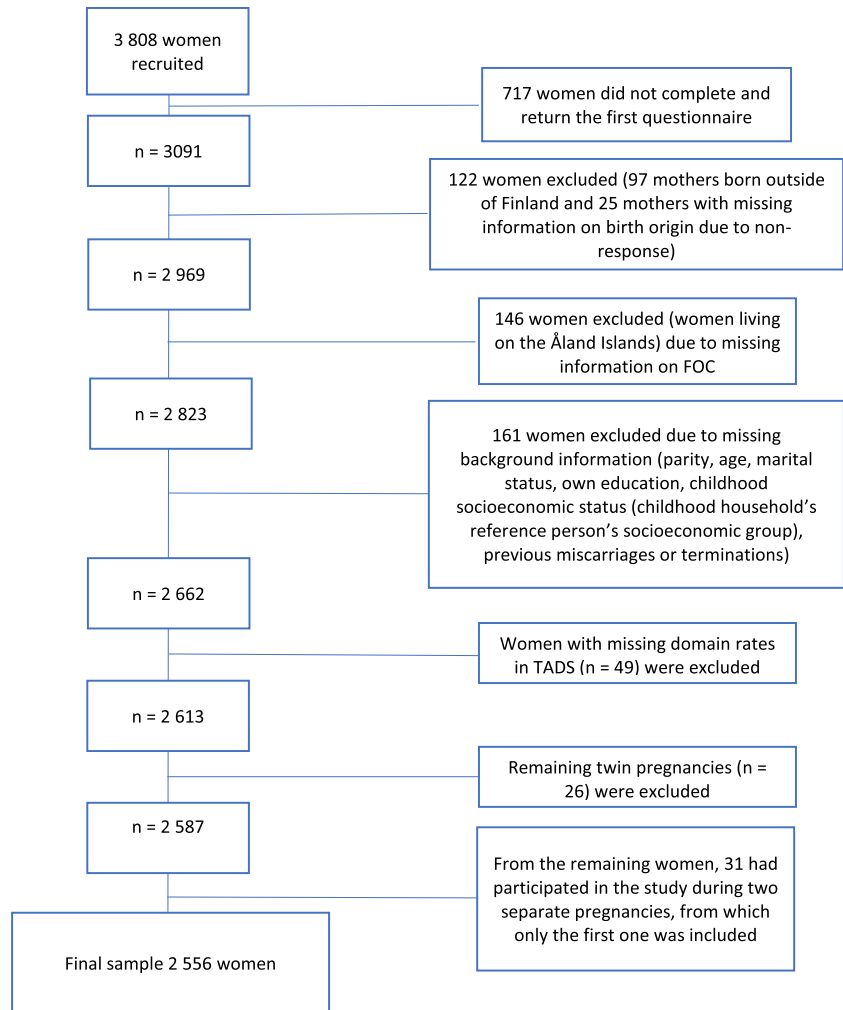 3 808 women
recruited
717 women did not complete and
return the first questionnaire
n = 3091
122 women excluded (97 mothers born outside
of Finland and 25 mothers with missing
information on birth origin due to non-
response)
n = 2 969
146 women excluded (women living
on the Åland Islands) due to missing
information on FOC
n = 2 823
161 women excluded due to missing
background information (parity, age, marital
status, own education, childhood
socioeconomic status (childhood household’s
reference person’s socioeconomic group),
previous miscarriages or terminations)
n = 2 662
Women with missing domain rates
in TADS (n = 49) were excluded
n = 2 613
Remaining twin pregnancies (n =
26) were excluded
n = 2 587
From the remaining women, 31 had
participated in the study during two
separate pregnancies, from which
only the first one was included
Final sample 2 556 women